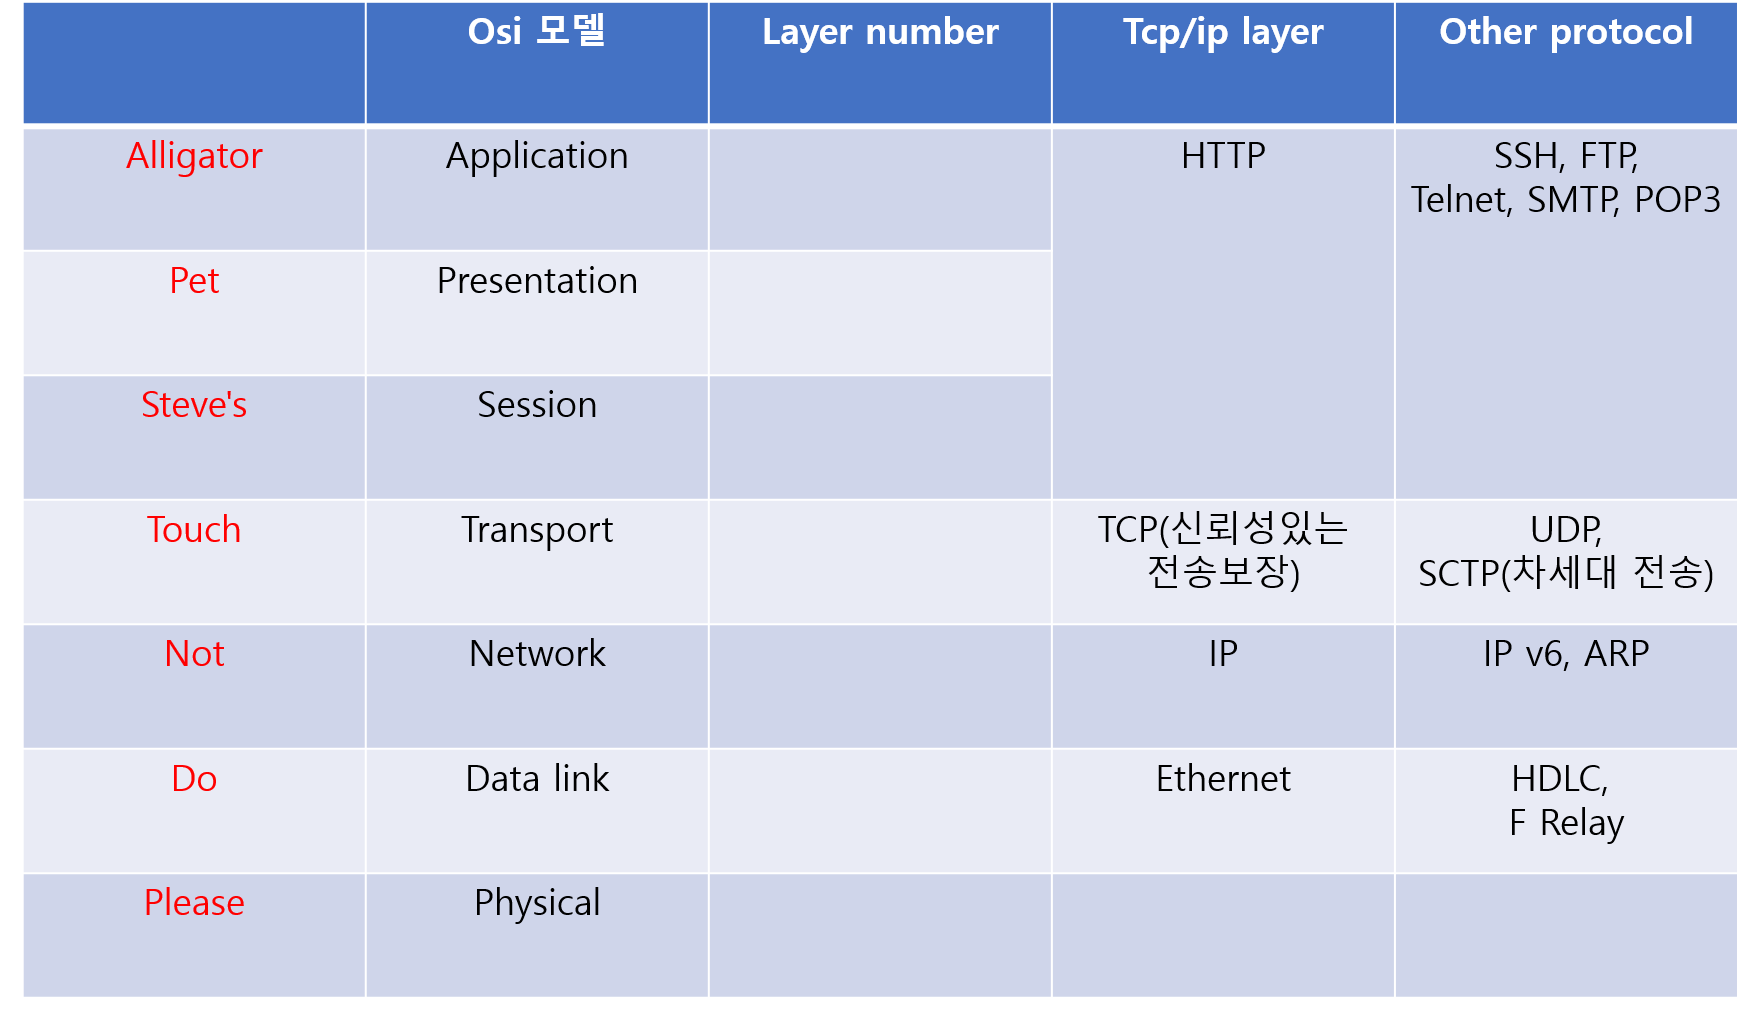 Osi 모델 Layer number Tcp/ip layer Other protocol
Alligator Application HTTP SSH, FTP,
Telnet, SMTP, POP3
Pet Presentation
Steve's Session
Touch Transport TCP(신뢰성있는 UDP,
전송보장) SCTP(차세대 전송)
Not Network IP IP v6, ARP
Do Data link Ethernet HDLC,
F Relay
Please Physical